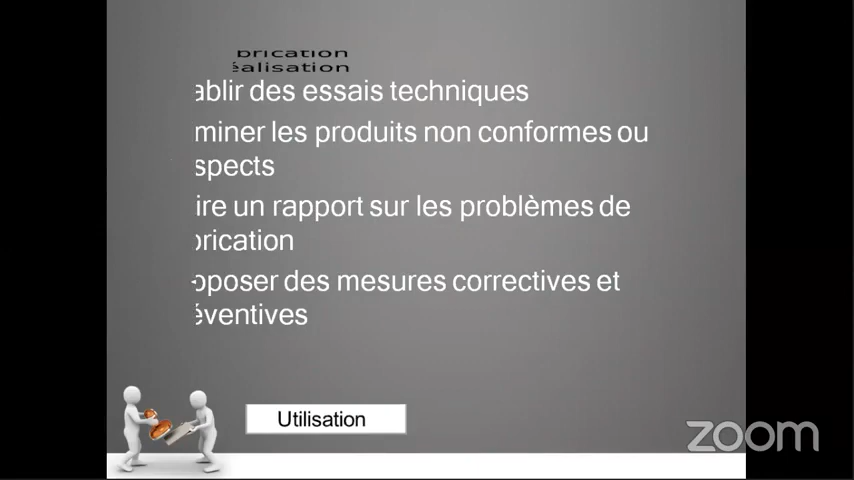 brication
éalisation
ablir des essais techniques
miner les produits non conformes ou
spects
ire un rapport sur les problèmes de
brication
oposer des mesures correctives et
éventives
Utilisation
zoom